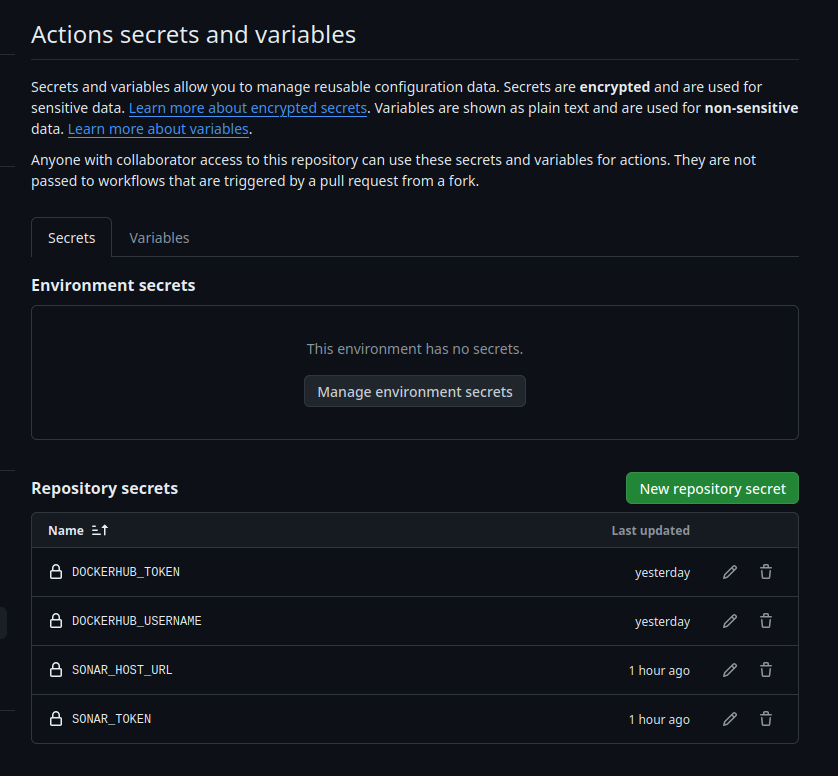 Actions secrets and variables
Secrets and variables allow you to manage reusable configuration data. Secrets are encrypted and are used for
sensitive data. Learn more about encrypted secrets. Variables are shown as plain text and are used for non-sensitive
data. Learn more about variables.
Anyone with collaborator access to this repository can use these secrets and variables for actions. They are not
passed to workflows that are triggered by a pull request from a fork.
Secrets Variables
Environment secrets
This environment has no secrets.
Manage environment secrets
Repository secrets New repository secret
Name Last updated
DOCKERHUB_TOKEN yesterday
DOCKERHUB_USERNAME yesterday
SONAR_HOST_URL 1 hour ago
SONAR_TOKEN 1 hour ago